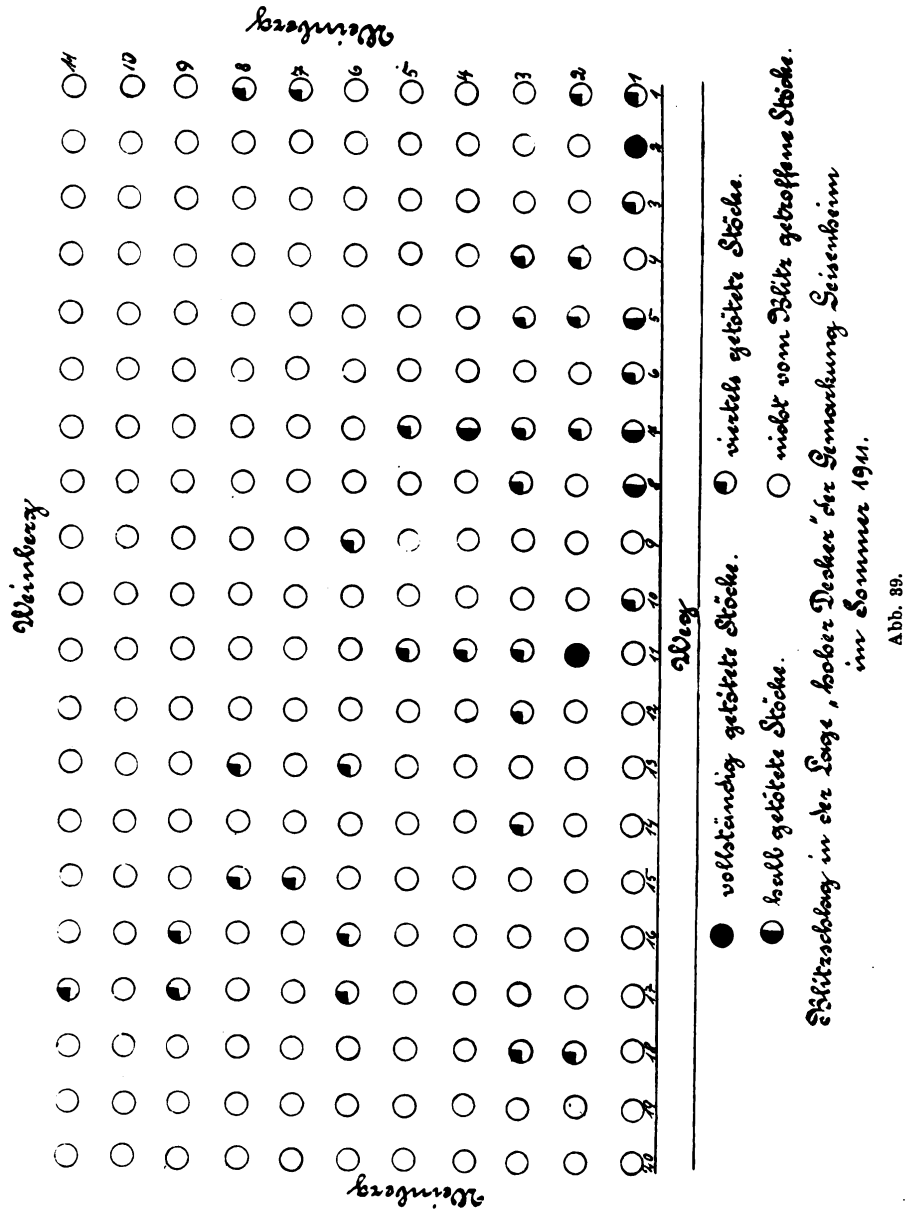 Weinberg
Weinberg
11 10 9 8 7 6 5 4 3 2 1
1 2 3 4 5 6 7 8 9 10 11 12 13 14 15 16 17 18 19 20
Weinberg
Weg
vollständig getötete Stöcke.
viertels getötete Stöcke.
halb getötete Stöcke.
nicht vom Blitz getroffene Stöcke.
Blitzschlag in der Lage „hoher Decker" der Gemarkung Geisenheim
im Sommer 1911.
Abb. 39.